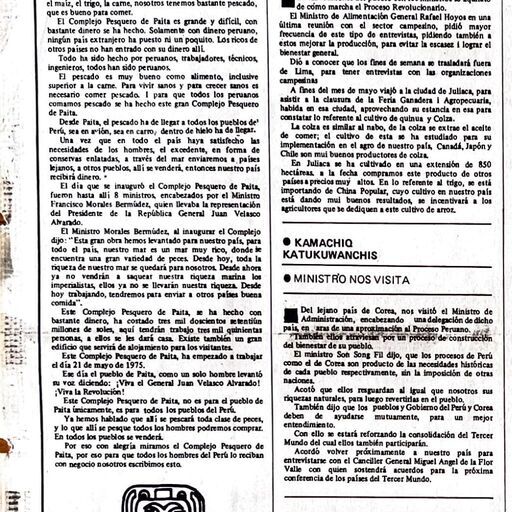 el maíz, el trigo, la carne, nosotros tenemos bastante pescado,
que es bueno para comer.
El Complejo Pesquero de Paita es grande y difícil, con
bastante dinero se ha hecho. Solamente con dinero peruano,
ningún país extranjero ha puesto ni un poquito. Los ricos de
otros países no han entrado con su dinero allí.
Todo ha sido hecho por peruanos, trabajadores, técnicos,
ingenieros, todos han sido peruanos.
El pescado es muy bueno como alimento, inclusive
superior a la carne. Para vivir sanos y para crecer sanos es
necesario comer pescado. I para que todos los peruanos
comamos pescado se ha hecho este gran Complejo Pesquero
de Paita.
Desde Paita, el pescado ha de llegar a todos los pueblos de
Perú, sea en avión, sea en carro, dentro de hielo ha de llegar.
Una vez que en todo el país haya satisfecho las
necesidades de los hombres, el excedente, en forma de
conservas enlatadas, a través del mar enviaremos a países
lejanos, a otros pueblos, allí se venderá, entonces nuestro país
recibirá dinero.
El día que se inauguró el Complejo Pesquero de Paita,
fueron hasta allí 8 ministros, encabezados por el Ministro
Francisco Morales Bermúdez, quien llevaba la representación
del Presidente de la República General Juan Velasco
Alvarado.
El Ministro Morales Bermúdez, al inaugurar el Complejo
dijo: "Esta gran obra hemos levantado para nuestro país, para
todo el país, nuestro mar es un mar muy rico, donde se
encuentra una gran variedad de peces. Desde hoy, toda la
riqueza de nuestro mar se quedará para nosotros. Desde ahora
ya no vendrán a saquear nuestra riqueza marina los
imperialistas, ellos ya no se llevarán nuestra riqueza. Desde
hoy trabajando, tendremos para enviar a otros países buena
comida".
Este Complejo Pesquero de Paita, se ha hecho con
bastante dinero, ha costado tres mil doscientos setentiún
millones de soles, aquí tendrán trabajo tres mil quinientas
personas, a ellos se les dará casa. Existe también un gran
edificio que servirá de alojamiento para los visitantes.
Este Complejo Pesquero de Paita, ha empezado a trabajar
el día 21 de mayo de 1975.
Ese día el pueblo de Paita, como un solo hombre levantó
su voz diciendo: ¡Viva el General Juan Velasco Alvarado!
¡Viva la Revolución!
Este Complejo Pesquero de Paita, no es para el pueblo de
Paita únicamente, es para todos los pueblos del Perú.
Ya hemos hablado que allí se pescará toda clase de peces,
y lo que allí se pesque todos los hombres podremos comprar.
En todos los pueblos se venderá.
Por eso con alegría miramos el Complejo Pesquero de
Paita, por eso para que todos los hombres del Perú lo reciban
con negocio nosotros escribimos esto.
de cómo marcha el Proceso Revolucionario.
El Ministro de Alimentación General Rafael Hoyos en una
última reunión con el sector campesino, pidió mayor
frecuencia de este tipo de entrevistas, pidiendo también a
estos mejorar la producción, para evitar la escasez i lograr el
bienestar general.
Dió a conocer que los fines de semana se trasladará fuera
de Lima, para tener entrevistas con las organizaciones
campesinas
A fines del mes de mayo viajó a la ciudad de Juliaca, para
asistir a la clausura de la Feria Ganadera i Agropecuaria,
habida en esa ciudad, aprovechando su estancia en esa para
constatar lo referente al cultivo de quinua y Colza.
La colza es similar al nabo, de la colza se extrae el aceite
de comer; el cultivo de esta se ha estudiado para su
implementación en el agro de nuestro país, Canadá, Japón y
Chile son muy buenos productores de colza.
En Juliaca se ha cultivado en una extensión de 850
hectáreas. a la fecha compramos este producto de otros
países a precios muy altos. En lo referente al trigo, se está
importando de China Popular, cuyo cultivo en nuestro país
está dando muy buenos resultados, se incentivará a los
agricultores que se dediquen a este cultivo de arroz.
● KAMACHIQ
KATUKUWANCHIS
● MINISTRO NOS VISITA
Del lejano país de Corea, nos visitó el Ministro de
Administración, encabezando una delegación de dicho
país, en aras de una aproximación al Proceso Peruano.
También ellos atraviesan por un proceso de construcción
del bienestar de su pueblo.
El ministro Son Song Fil dijo, que los procesos de Perú
como el de Corea son producto de las necesidades históricas
de cada pueblo respectivamente, sin la imposición de otras
naciones.
Acotó que ellos resguardan al igual que nosotros sus
riquezas naturales, para luego revertirlas en el pueblo.
También dijo que los pueblos y Gobierno del Perú y Corea
deben de ayudarse mutuamente, para un mejor
entendimiento.
Con ello se estará reforzando la consolidación del Tercer
Mundo del cual ellos también participarán.
Acordó volver próximamente a nuestro país para
entrevistarse con el Canciller General Miguel Angel de la Flor
Valle con quien sostendrá acuerdos para la próxima
conferencia de los países del Tercer Mundo.